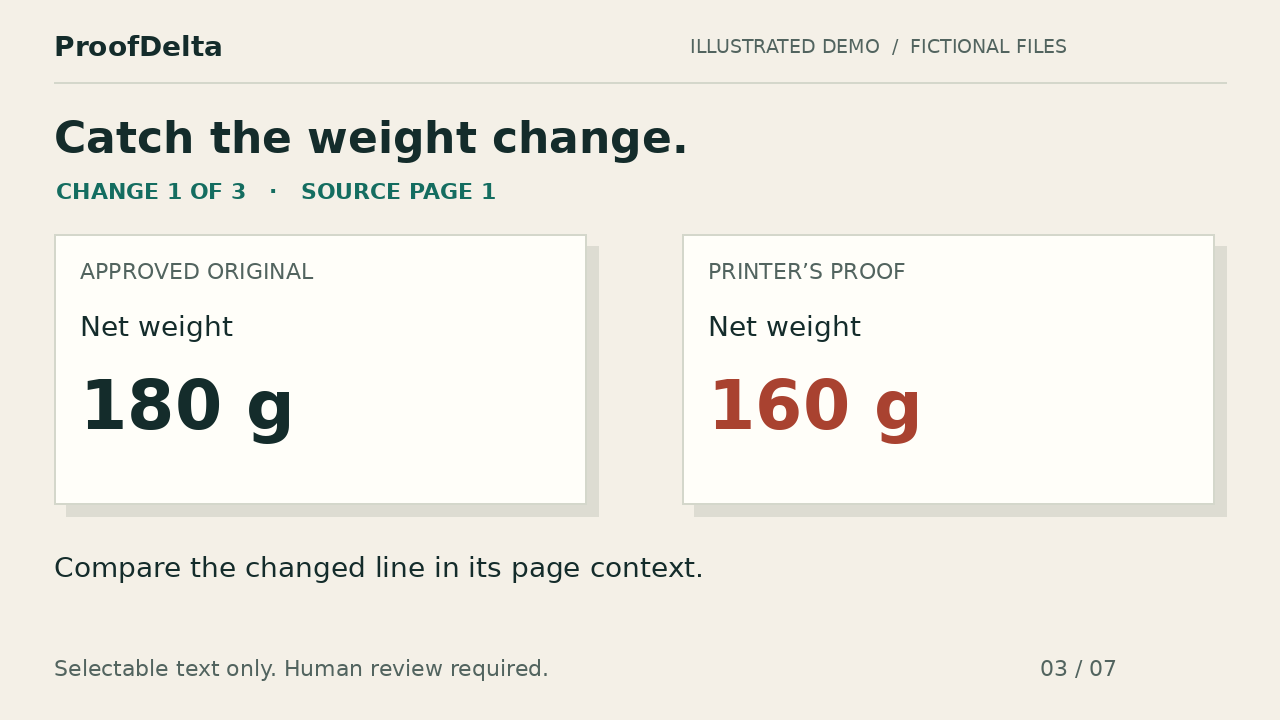 ProofDelta
ILLUSTRATED DEMO / FICTIONAL FILES
Catch the weight change.
CHANGE 1 OF 3 · SOURCE PAGE 1
APPROVED ORIGINAL
Net weight
180 g
PRINTER’S PROOF
Net weight
160 g
Compare the changed line in its page context.
Selectable text only. Human review required.
03 / 07